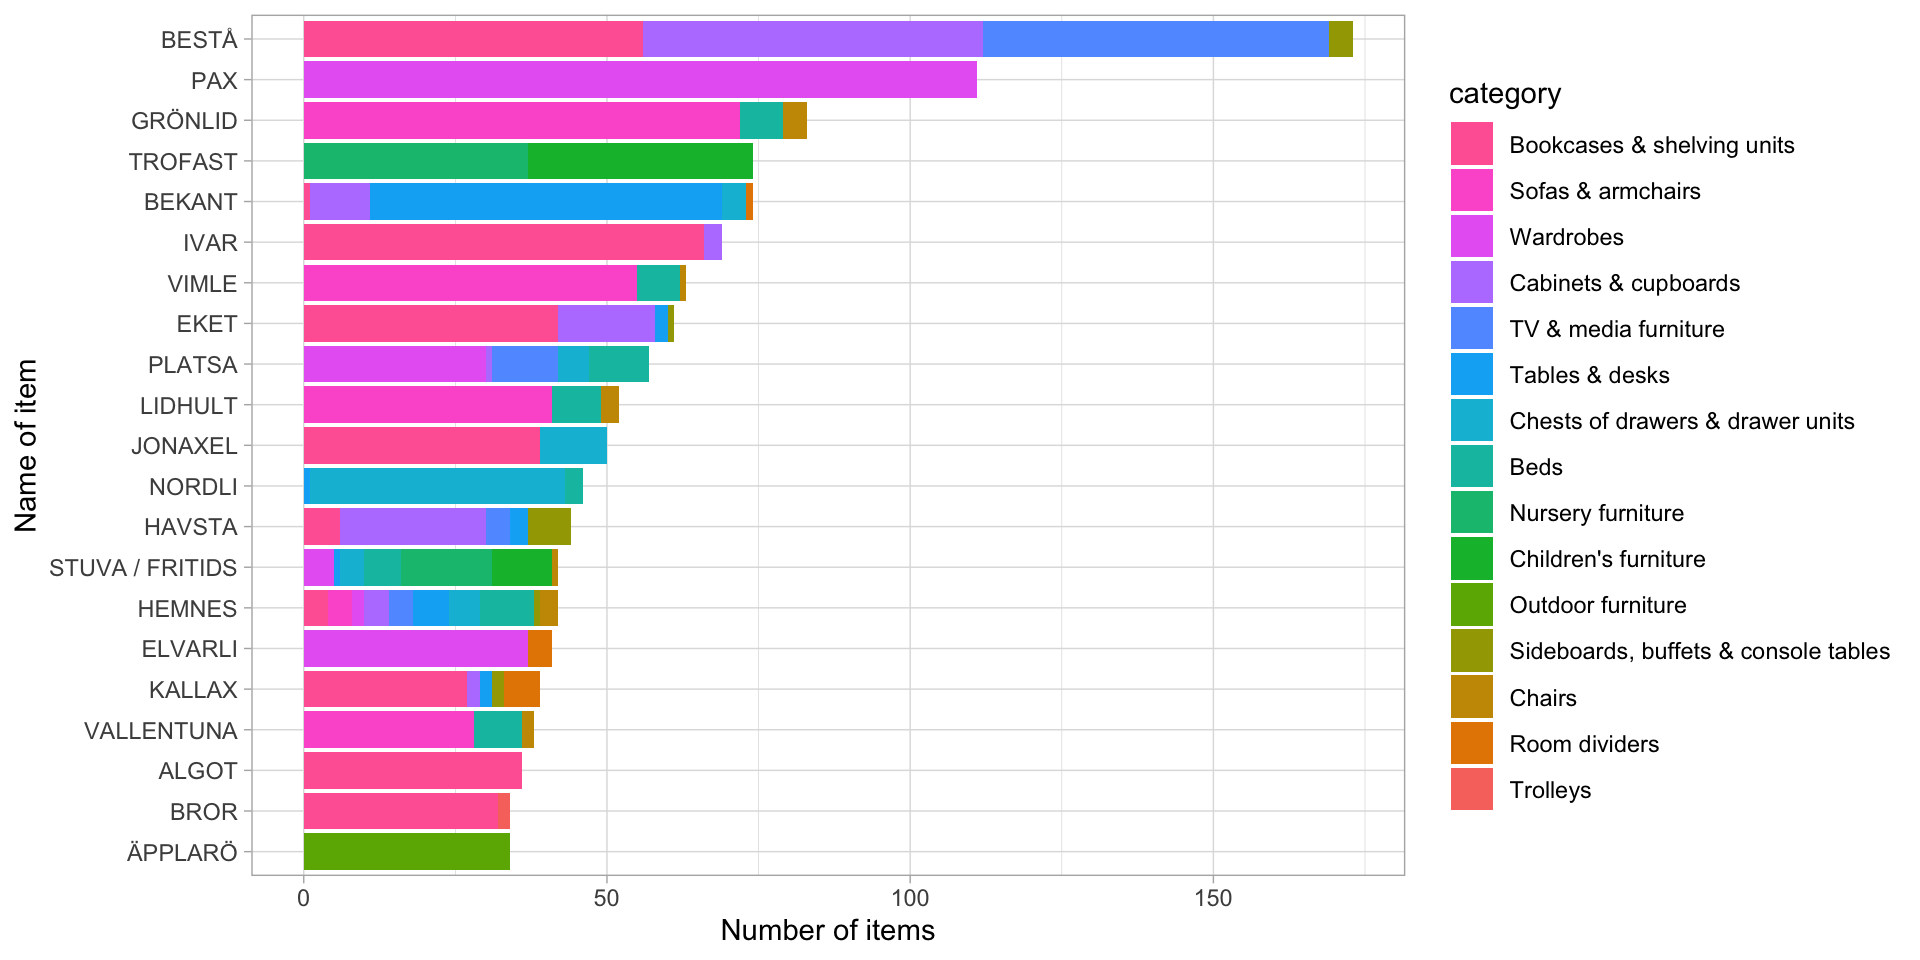 BESTÅ
PAX
GRÖNLID
TROFAST
BEKANT
IVAR
VIMLE
EKET
PLATSA
LIDHULT
JONAXEL
NORDLI
HAVSTA
STUVA / FRITIDS
HEMNES
ELVARLI
KALLAX
VALLENTUNA
ALGOT
BROR
ÄPPLARÖ
Name of item
0 50 100 150
Number of items
category
Bookcases & shelving units
Sofas & armchairs
Wardrobes
Cabinets & cupboards
TV & media furniture
Tables & desks
Chests of drawers & drawer units
Beds
Nursery furniture
Children's furniture
Outdoor furniture
Sideboards, buffets & console tables
Chairs
Room dividers
Trolleys